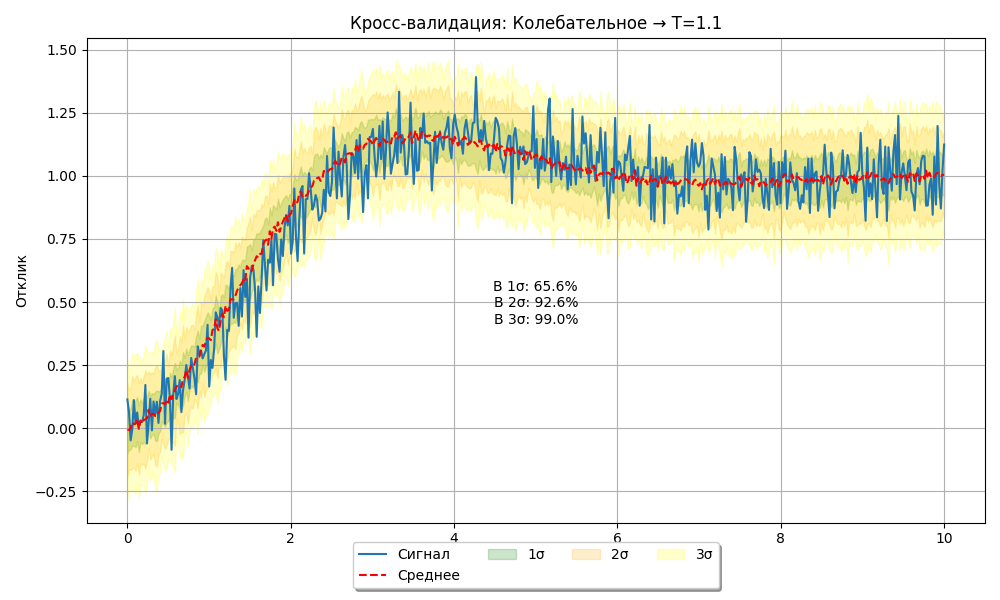 Кросс-валидация: Колебательное → T=1.1
1.50
1.25
1.00
0.75
0.50
0.25
0.00
−0.25
Отклик
В 1σ: 65.6%
В 2σ: 92.6%
В 3σ: 99.0%
0 2 4 6 8 10
Сигнал 1σ 2σ 3σ
Среднее